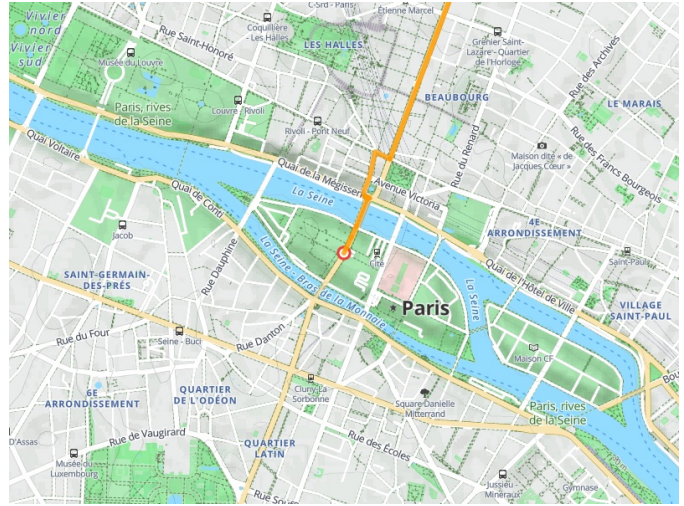 C-Srd - Paris
Étienne Marcel
Vivier
nord
Vivier
sud
Coquillière
- Les Halles
Rue Saint-Honoré
LES HALLES
Grenier Saint-
Lazare - Quartier
de l'Horloge
Musée du Louvre
Rue des Archives
BEAUBOURG
LE MARAIS
Paris, rives
de la Seine
Louvre - Rivoli
Rivoli - Pont Neuf
Rue du Renard
Quai Voltaire
Maison dite « de
Jacques Cœur »
Rue des Francs Bourgeois
Quai de la Mégisserie
Avenue Victoria
Quai de Conti
La Seine
Jacob
4E
ARRONDISSEMENT
Rue Dauphine
Cité
Saint-Paul
SAINT-GERMAIN-
DES-PRÉS
La Seine - Bras de la Monnaie
La Seine
Quai de l'Hôtel de Ville
Paris
VILLAGE
SAINT-PAUL
Rue du Four
Seine - Buci
Rue Danton
Maison CF
6E
ARRONDISSEMENT
QUARTIER
DE L'ODÉON
Cluny-La
Sorbonne
Square Danielle
Mitterrand
Paris, rives
de la Seine
D'Assas
Rue de Vaugirard
QUARTIER
LATIN
Rue des Écoles
Musée du
Luxembourg
Jussieu -
Minéraux
Gymnase